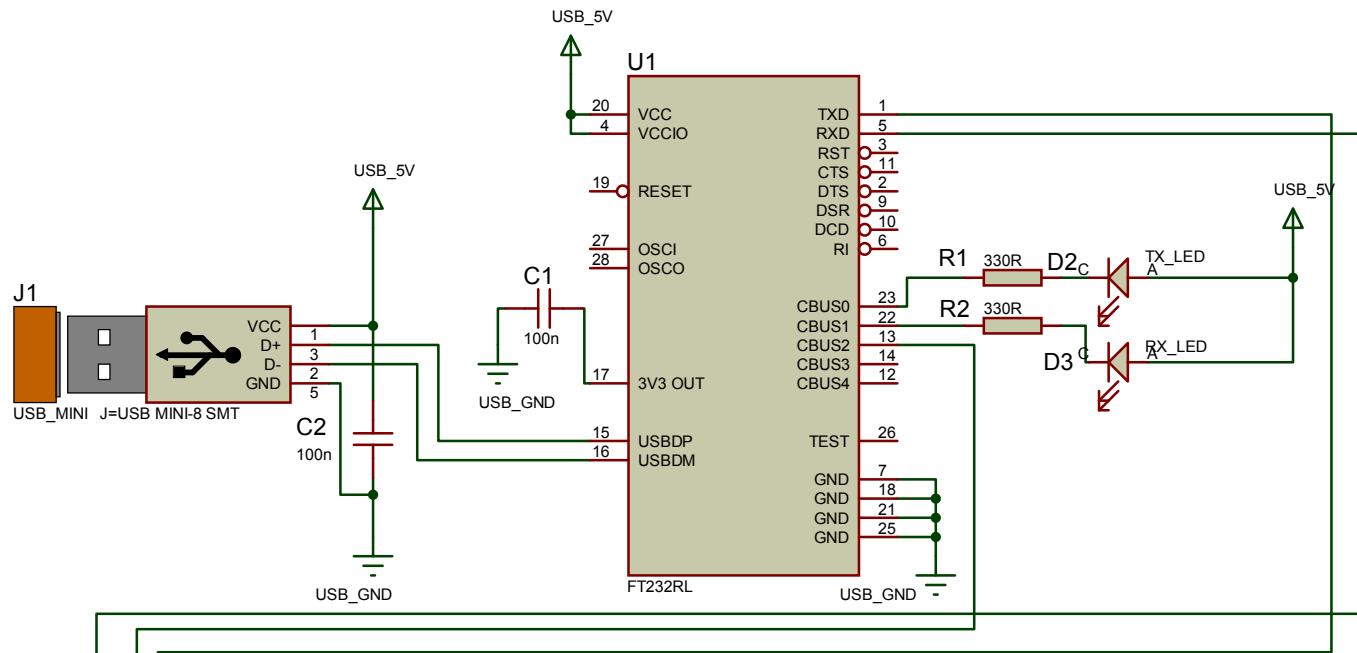 USB_5V
U1
20 VCC TXD 1
4 VCCIO RXD 5
RST 3
CTS 11
19 RESET DTS 2
DSR 9
DCD 10
27 OSCI RI 6
28 OSCO
USB_5V
USB_5V
R1 330R D2 C A TX_LED
C1
100n
USB_GND
CBUS0 23
R2 330R
CBUS1 22
CBUS2 13
CBUS3 14
17 3V3 OUT CBUS4 12
D3 C A RX_LED
J1
VCC 1
D+ 3
D- 2
GND 5
USB_MINI J=USB MINI-8 SMT
C2
100n
USB_GND
15 USBDP TEST 26
16 USBDM
GND 7
GND 18
GND 21
GND 25
FT232RL
USB_GND